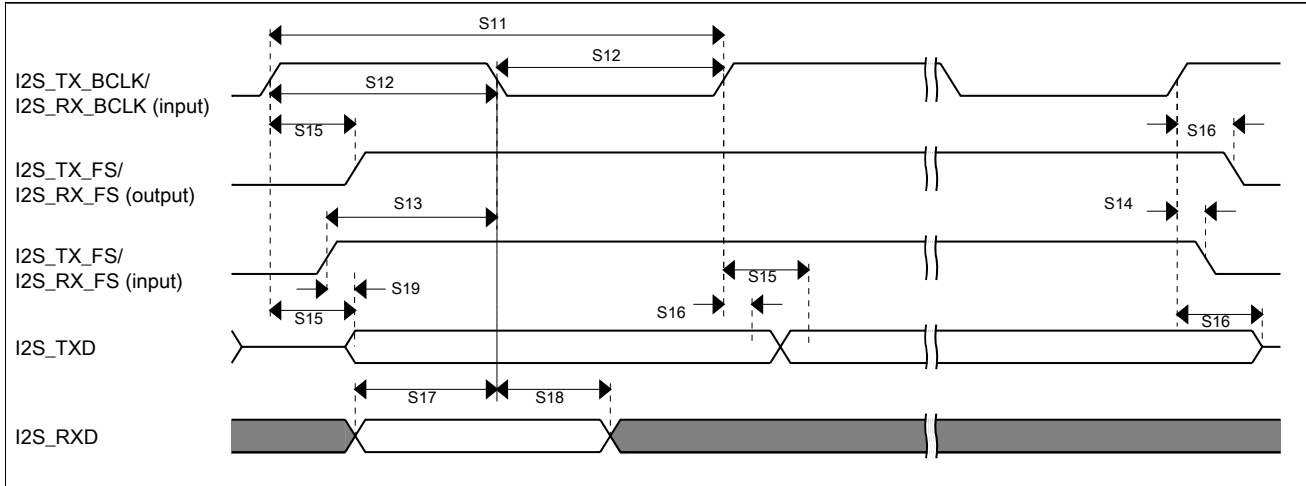 S11
I2S_TX_BCLK/
I2S_RX_BCLK (input)
S12
S12
S15
S16
I2S_TX_FS/
I2S_RX_FS (output)
S13
S14
I2S_TX_FS/
I2S_RX_FS (input)
S15
S19
S15
S16
S16
I2S_TXD
S17
S18
I2S_RXD